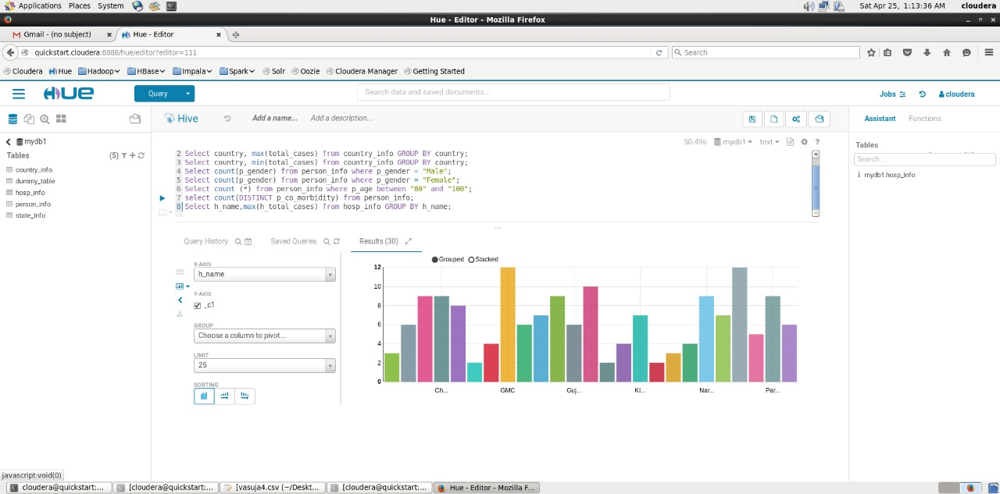 Applications Places System Sat Apr 25, 1:13:36 AM cloudera
Hue - Editor - Mozilla Firefox
Gmail - (no subject) Hue - Editor
quickstart.cloudera:8888/hue/editor?editor=111 Search
Cloudera Hue Hadoop HBase Impala Spark Solr Oozie Cloudera Manager Getting Started
HUE Query Search data and saved documents... Jobs cloudera
Hive Add a name... Add a description... Assistant Functions
mydb1 50.49s mydb1 text ?
Tables (5) Tables
Search...
country_info
dummy_table
hosp_info
person_info
state_info
mydb1.hosp_info
2 Select country, max(total_cases) from country_info GROUP BY country;
3 Select country, min(total_cases) from country_info GROUP BY country;
4 Select count(p_gender) from person_info where p_gender = "Male";
5 Select count(p_gender) from person_info where p_gender = "Female";
6 Select count (*) from person_info where p_age between "80" and "100";
7 select count(DISTINCT p_co_morbidity) from person_info;
8 Select h_name,max(h_total_cases) from hosp_info GROUP BY h_name;
Query History Saved Queries Results (30)
X-AXIS
h_name
Y-AXIS
_c1
GROUP
Choose a column to pivot...
LIMIT
25
SORTING
Grouped Stacked
12
10
8
6
4
2
0
Ch... GMC Guj... Kl... Nar... Par...
javascript:void(0)
cloudera@quickstart:... [cloudera@quickstart:... [vasuja4.csv (~/Deskt... [cloudera@quickstart:... Hue - Editor - Mozilla F...